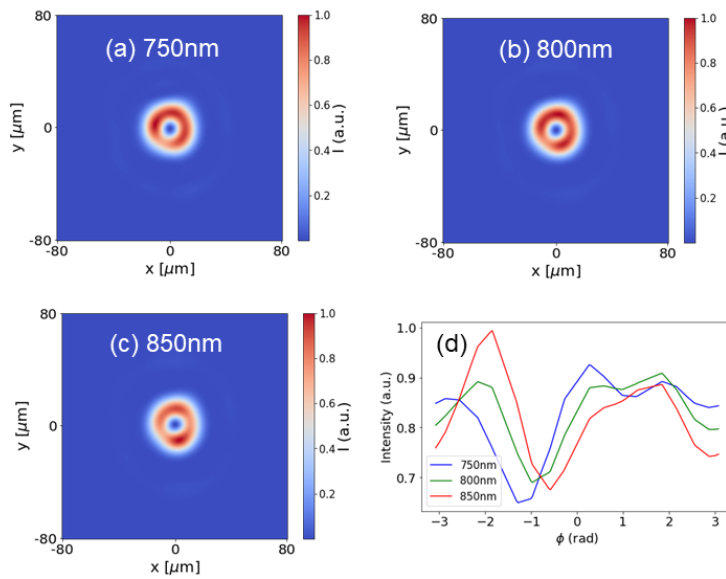 (a) 750nm
80
0
-80
y [μm]
-80
0
80
x [μm]
1.0
0.8
0.6
0.4
0.2
I (a.u.)
(b) 800nm
80
0
-80
y [μm]
-80
0
80
x [μm]
1.0
0.8
0.6
0.4
0.2
I (a.u.)
(c) 850nm
80
0
-80
y [μm]
-80
0
80
x [μm]
1.0
0.8
0.6
0.4
0.2
I (a.u.)
(d)
1.0
0.9
0.8
0.7
Intensity (a.u.)
750nm
800nm
850nm
-3
-2
-1
0
1
2
3
ϕ (rad)